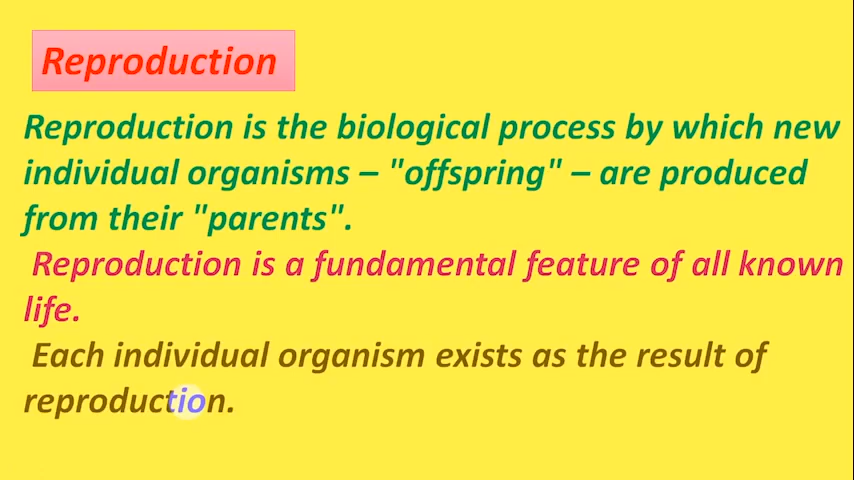 Reproduction
Reproduction is the biological process by which new
individual organisms – "offspring" – are produced
from their "parents".
Reproduction is a fundamental feature of all known
life.
Each individual organism exists as the result of
reproduction.